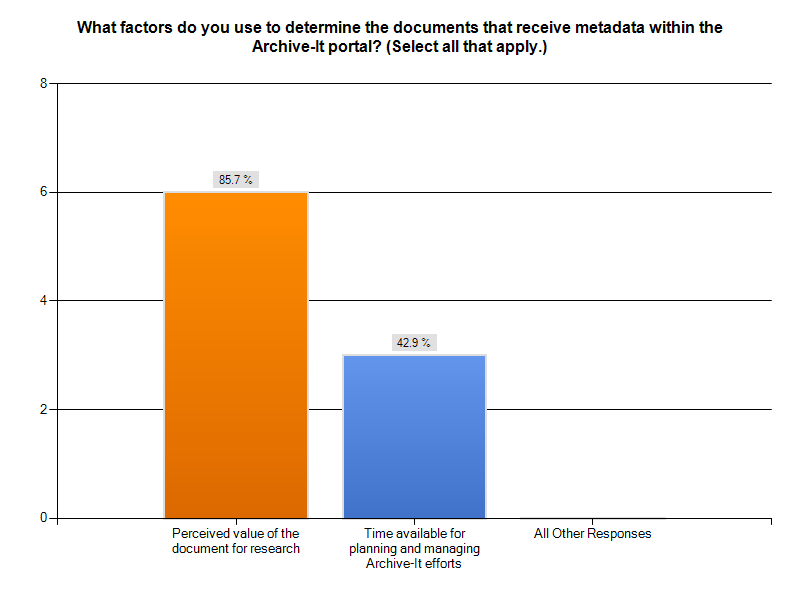 What factors do you use to determine the documents that receive metadata within the
Archive-It portal? (Select all that apply.)
8
85.7 %
6
4
42.9 %
2
0
Perceived value of the
document for research
Time available for
planning and managing
Archive-It efforts
All Other Responses